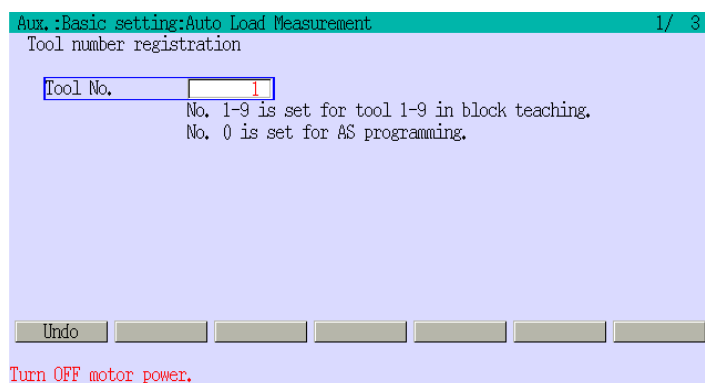 Aux.:Basic setting:Auto Load Measurement 1/ 3
Tool number registration
Tool No. 1
No. 1-9 is set for tool 1-9 in block teaching.
No. 0 is set for AS programming.
Undo
Turn OFF motor power.